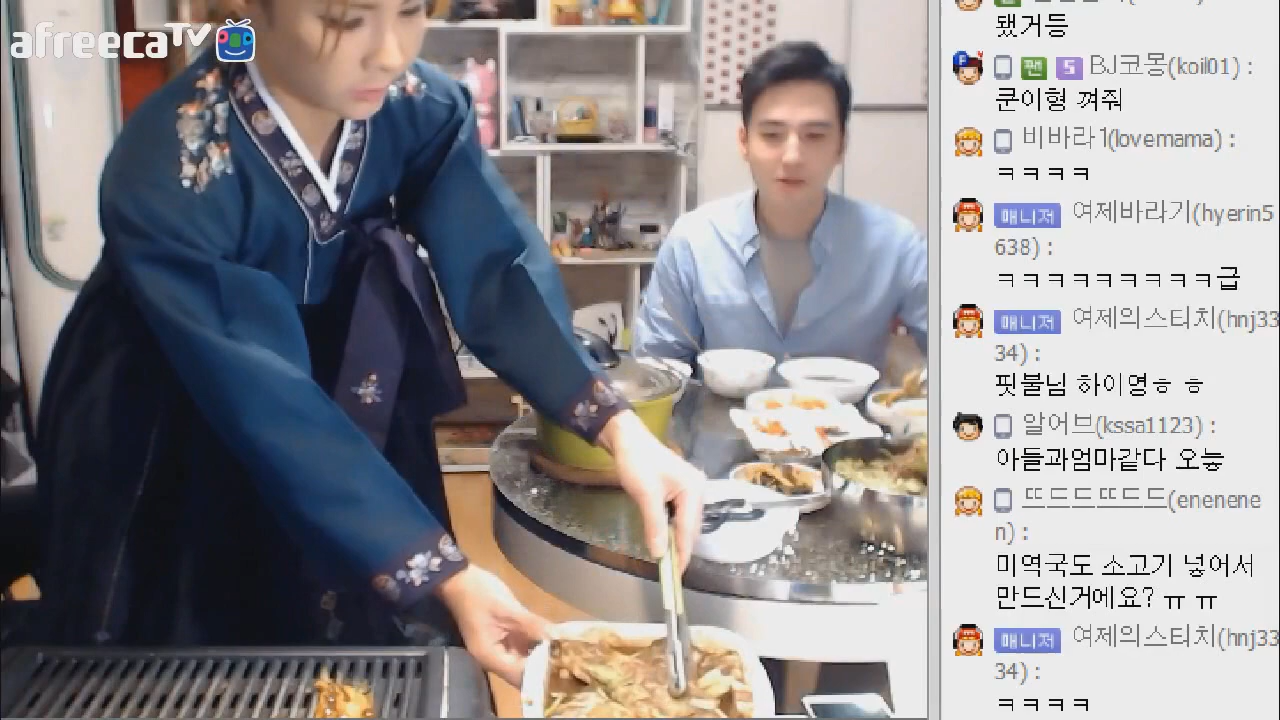 afreecaTV
됐거등
팬 5 BJ코몽(koil01) :
쿤이형 껴줘
비바라1(lovemama) :
ㅋㅋㅋㅋ
매니저 여제바라기(hyerin5
638) :
ㅋㅋㅋㅋㅋㅋㅋㅋㅋ급
매니저 여제의스티치(hnj33
34) :
핏불님 하이영ㅎ ㅎ
알어브(kssa1123) :
아들과엄마같다 오늘
뜨드드뜨드드(enenene
n) :
미역국도 소고기 넣어서
만드신거에요? ㅠ ㅠ
매니저 여제의스티치(hnj33
34) :
ㅋㅋㅋㅋ